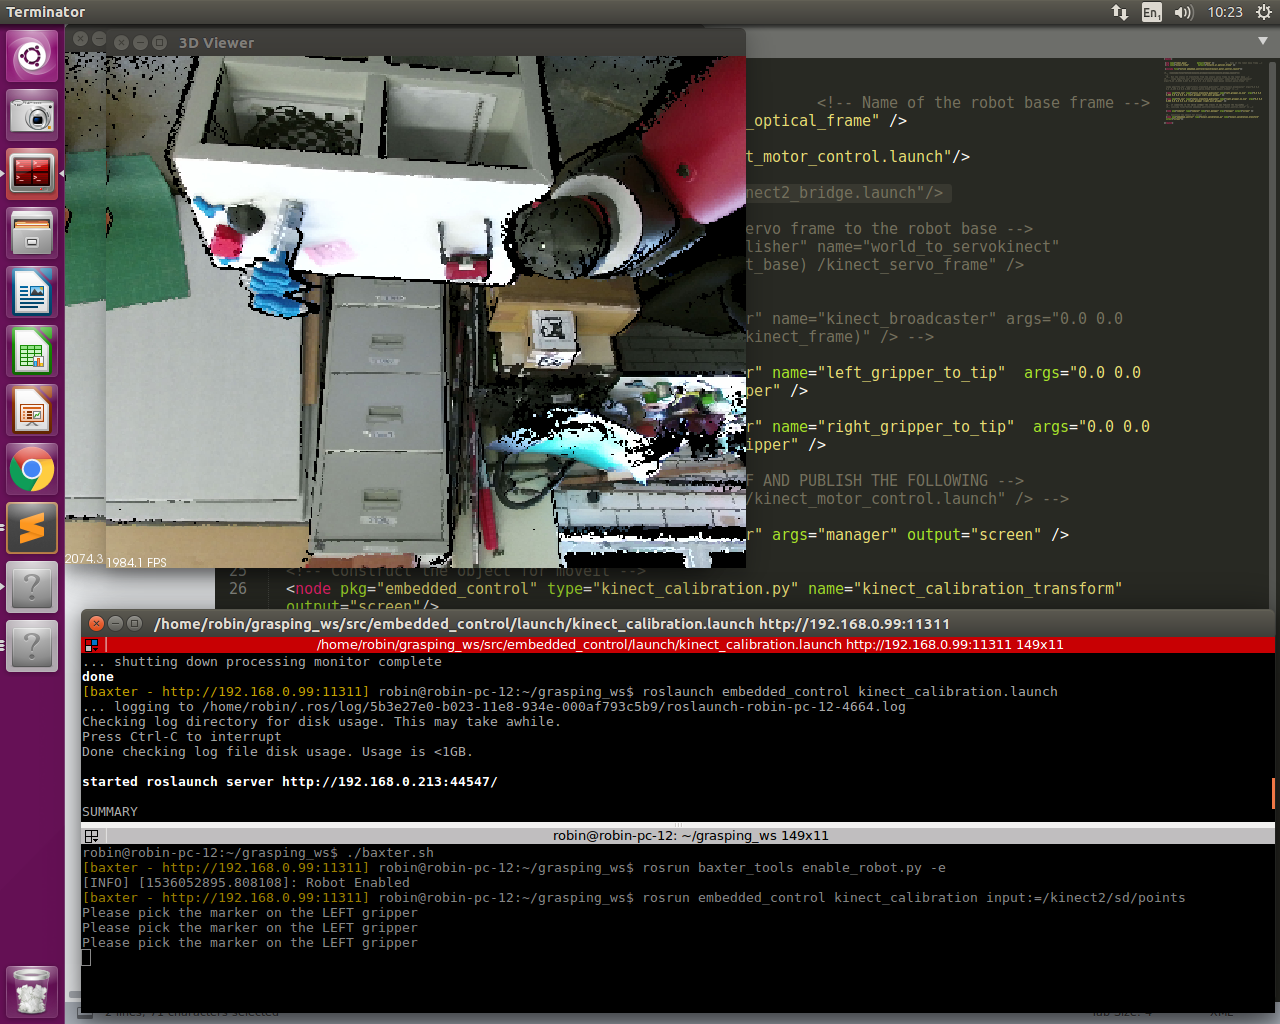 Terminator
En1
10:23
3D Viewer
<!-- Name of the robot base frame -->
_optical_frame" />
t_motor_control.launch"/>
nect2_bridge.launch"/>
ervo frame to the robot base -->
lisher" name="world_to_servokinect"
t_base) /kinect_servo_frame" />
r" name="kinect_broadcaster" args="0.0 0.0
kinect_frame)" /> -->
r" name="left_gripper_to_tip"  args="0.0 0.0
per" />
r" name="right_gripper_to_tip"  args="0.0 0.0
ipper" />
F AND PUBLISH THE FOLLOWING -->
/kinect_motor_control.launch" /> -->
r" args="manager" output="screen" />
2074.3
1984.1 FPS
25 <!-- Construct the object for moveit -->
26 <node pkg="embedded_control" type="kinect_calibration.py" name="kinect_calibration_transform"
output="screen"/>
/home/robin/grasping_ws/src/embedded_control/launch/kinect_calibration.launch http://192.168.0.99:11311
/home/robin/grasping_ws/src/embedded_control/launch/kinect_calibration.launch http://192.168.0.99:11311 149x11
... shutting down processing monitor complete
done
[baxter - http://192.168.0.99:11311] robin@robin-pc-12:~/grasping_ws$ roslaunch embedded_control kinect_calibration.launch
... logging to /home/robin/.ros/log/5b3e27e0-b023-11e8-934e-000af793c5b9/roslaunch-robin-pc-12-4664.log
Checking log directory for disk usage. This may take awhile.
Press Ctrl-C to interrupt
Done checking log file disk usage. Usage is <1GB.
started roslaunch server http://192.168.0.213:44547/
SUMMARY
robin@robin-pc-12: ~/grasping_ws 149x11
robin@robin-pc-12:~/grasping_ws$ ./baxter.sh
[baxter - http://192.168.0.99:11311] robin@robin-pc-12:~/grasping_ws$ rosrun baxter_tools enable_robot.py -e
[INFO] [1536052895.808108]: Robot Enabled
[baxter - http://192.168.0.99:11311] robin@robin-pc-12:~/grasping_ws$ rosrun embedded_control kinect_calibration input:=/kinect2/sd/points
Please pick the marker on the LEFT gripper
Please pick the marker on the LEFT gripper
Please pick the marker on the LEFT gripper
2 lines, 71 characters selected
Tab Size: 4
XML